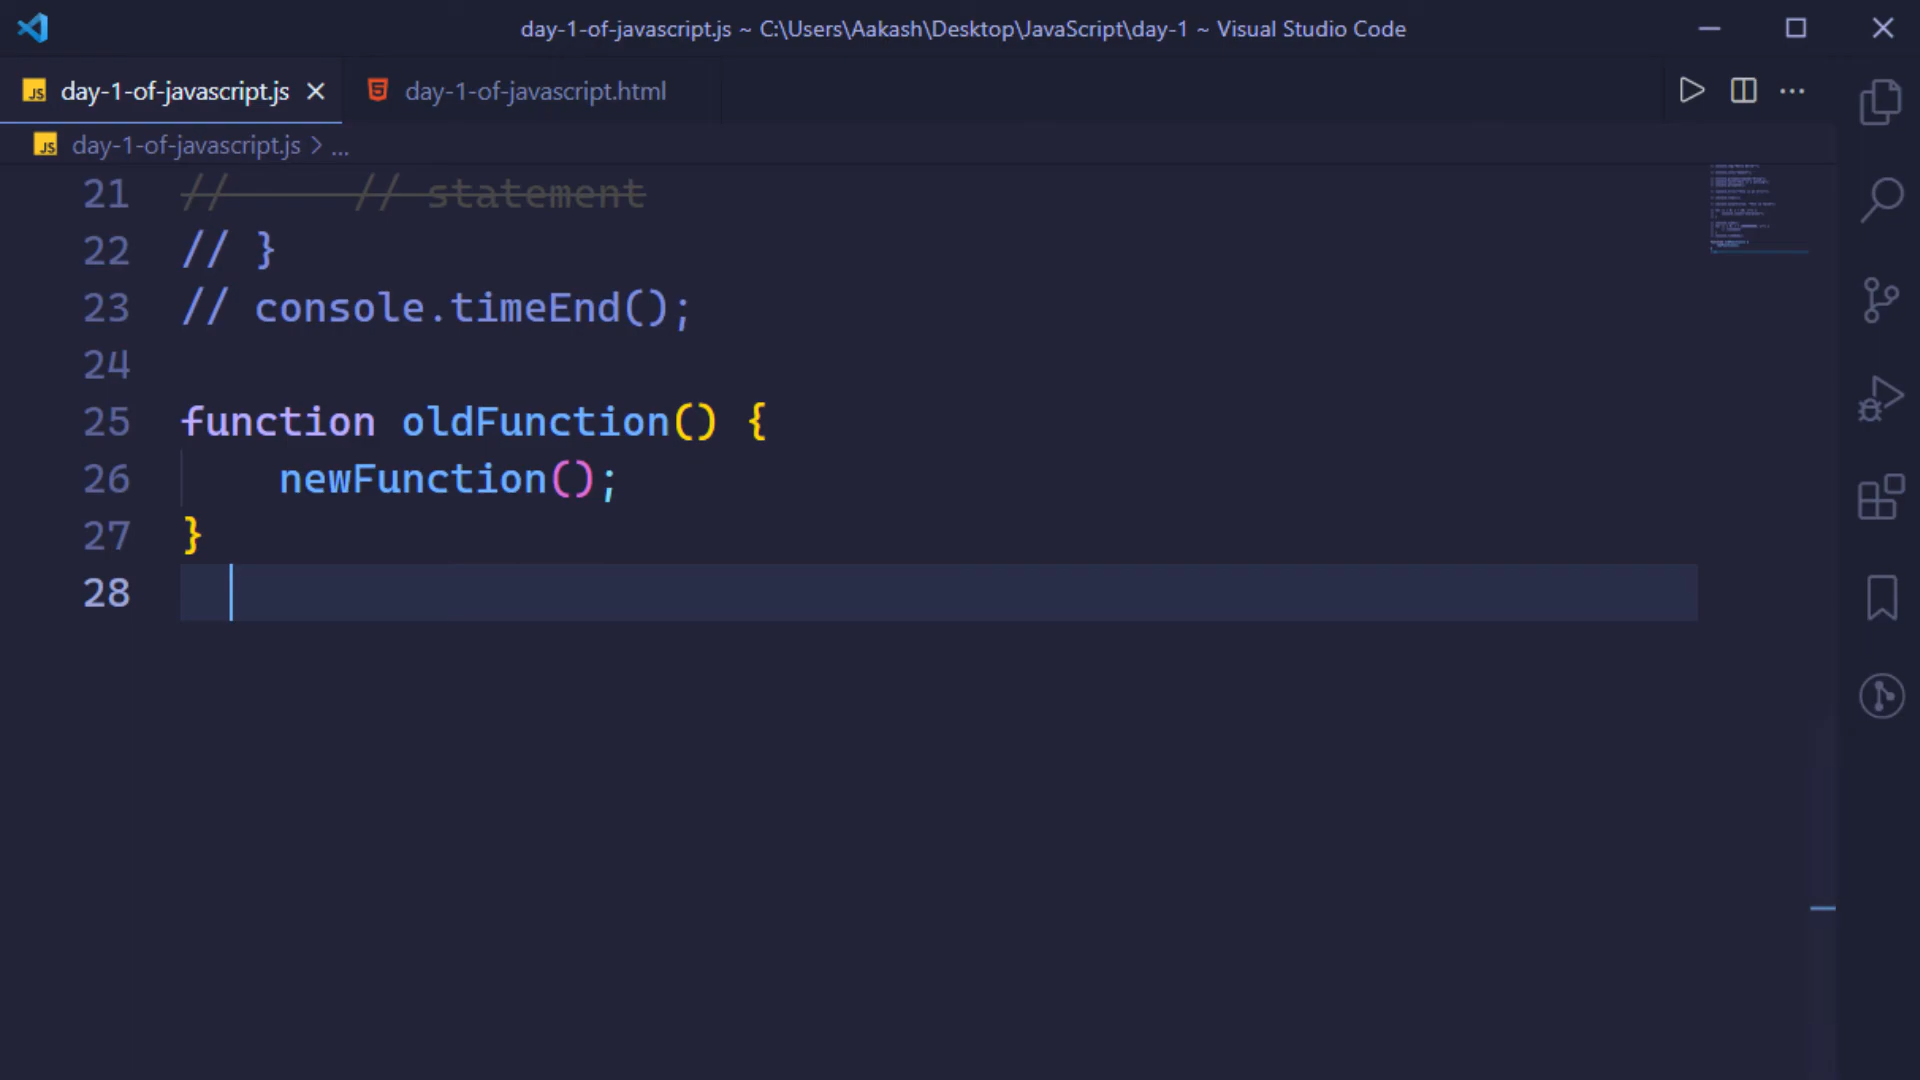 day-1-of-javascript.js ~ C:\Users\Aakash\Desktop\JavaScript\day-1 ~ Visual Studio Code
JS day-1-of-javascript.js day-1-of-javascript.html
JS day-1-of-javascript.js > ...
21 //     // statement
22 // }
23 // console.timeEnd();
24
25 function oldFunction() {
26     newFunction();
27 }
28